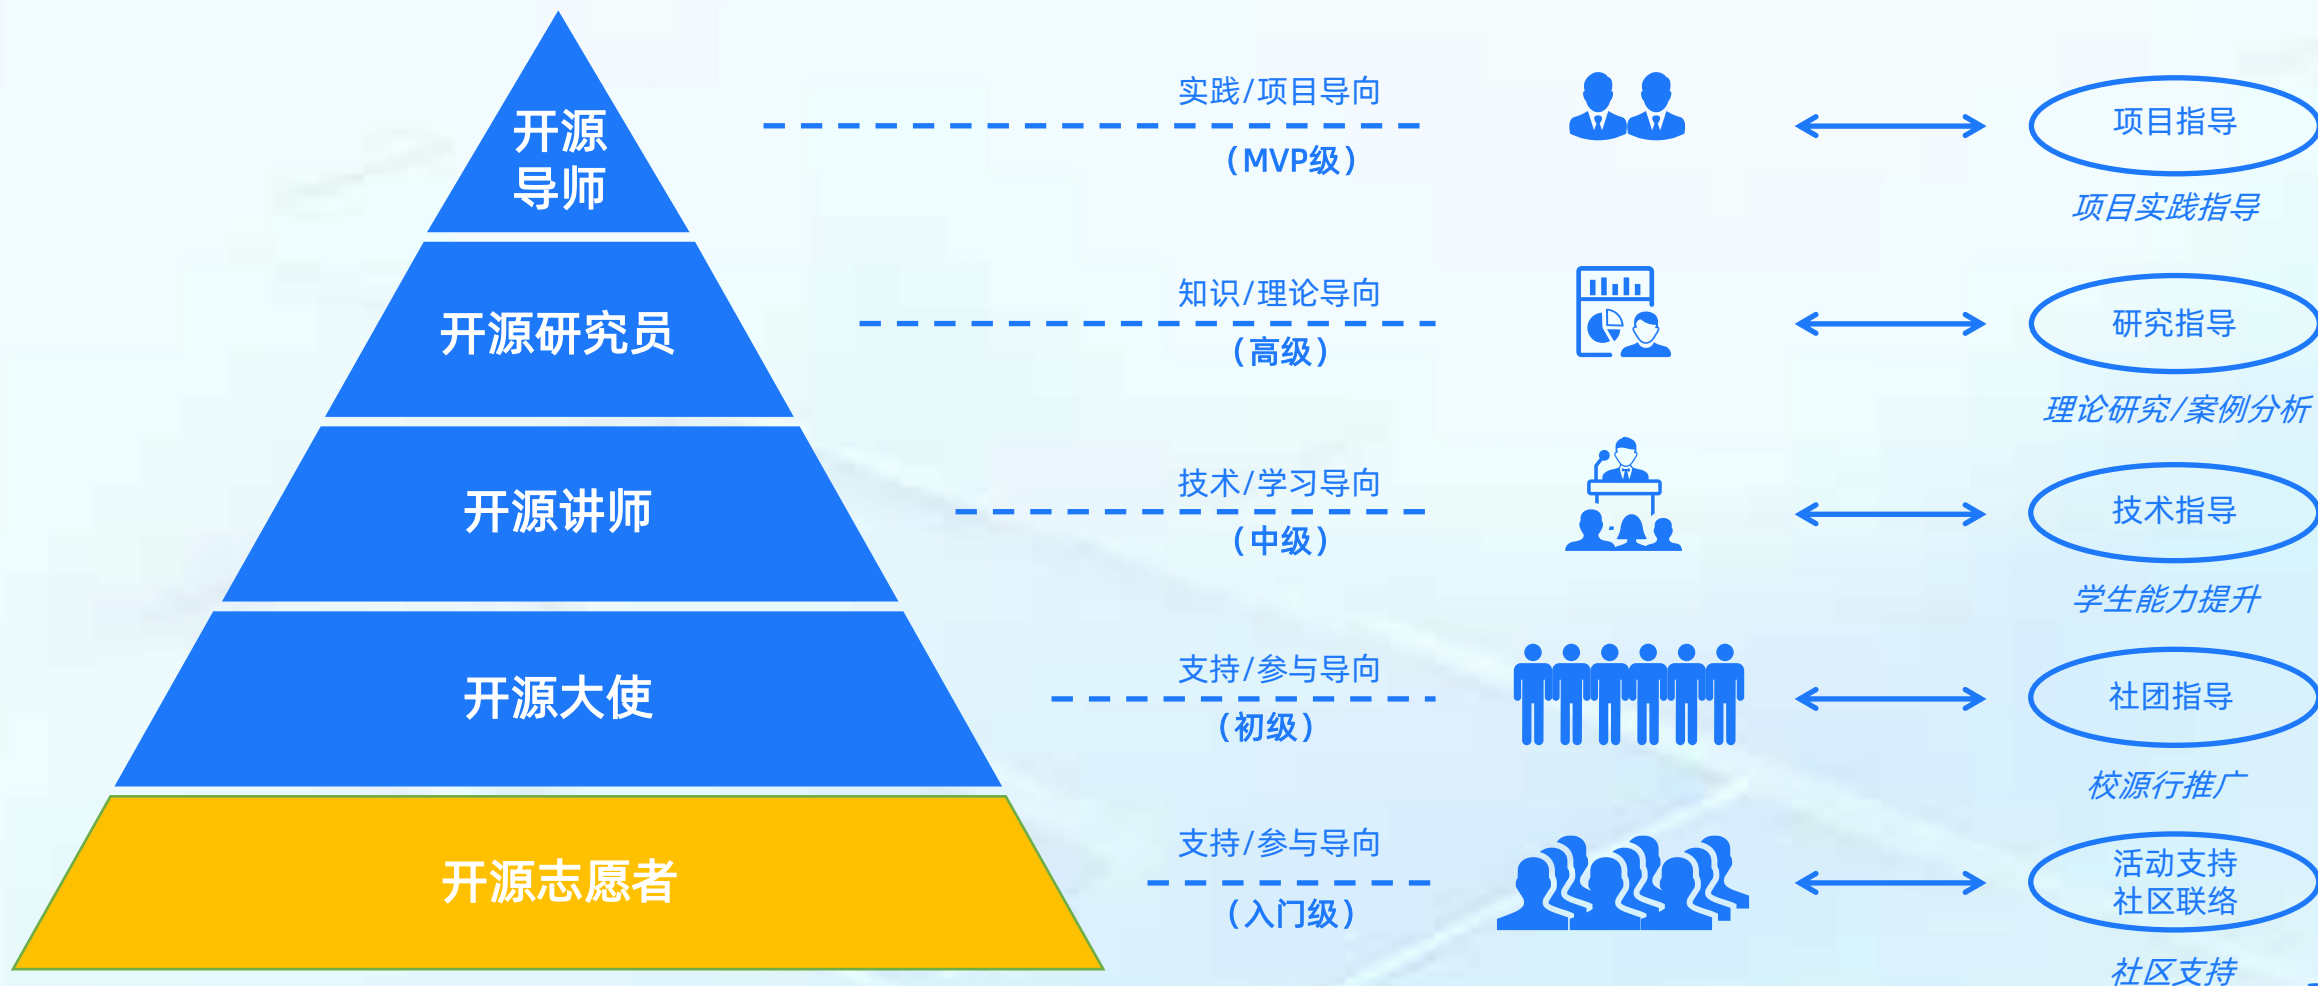 开源
导师
实践/项目导向
（MVP级）
项目指导
项目实践指导
开源研究员
知识/理论导向
（高级）
研究指导
理论研究/案例分析
开源讲师
技术/学习导向
（中级）
技术指导
学生能力提升
开源大使
支持/参与导向
（初级）
社团指导
校源行推广
开源志愿者
支持/参与导向
（入门级）
活动支持
社区联络
社区支持